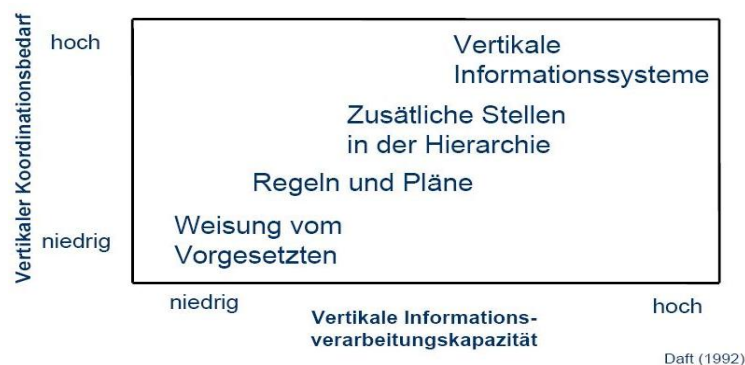 hoch
Vertikale
Informationssysteme
Zusätliche Stellen
in der Hierarchie
Regeln und Pläne
Weisung vom
Vorgesetzten
niedrig
Vertikaler Koordinationsbedarf
niedrig
hoch
Vertikale Informations-
verarbeitungskapazität
Daft (1992)